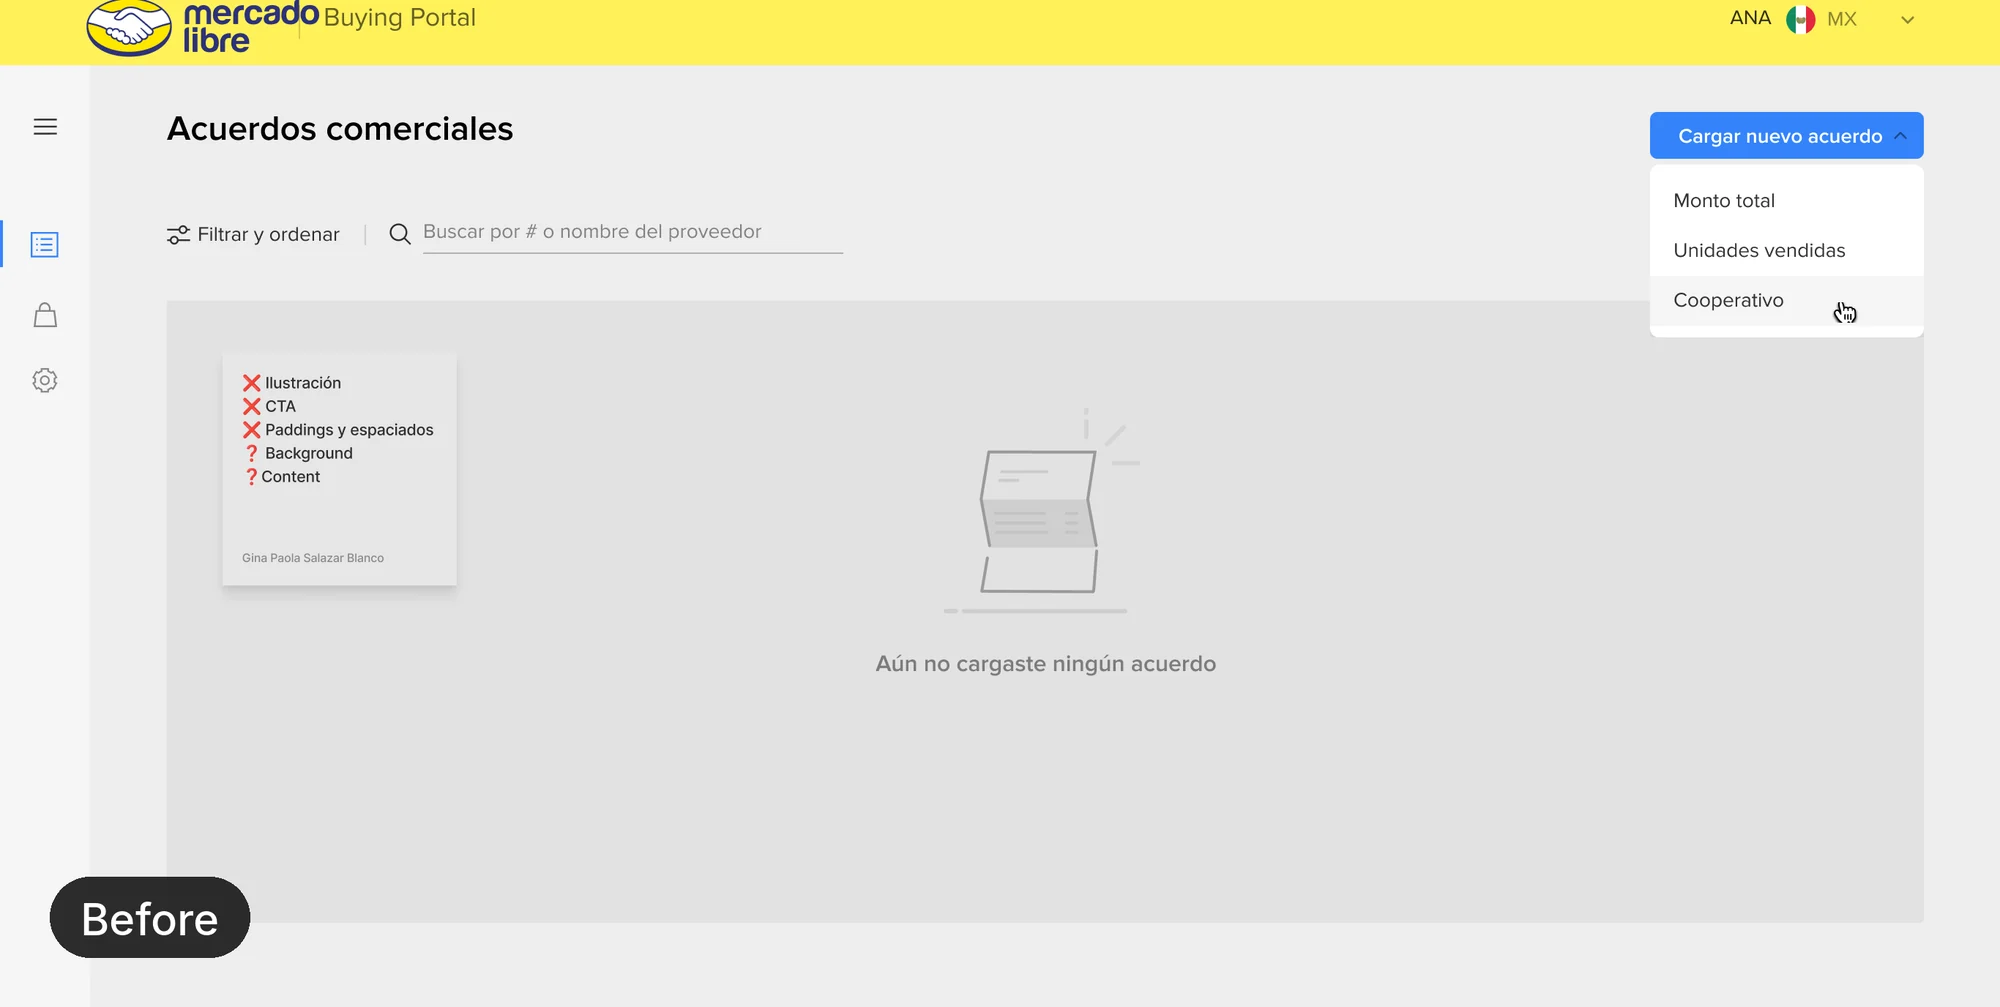 mercado
libre
Buying Portal
ANA
MX
Acuerdos comerciales
Cargar nuevo acuerdo
Monto total
Unidades vendidas
Cooperativo
Filtrar y ordenar
Buscar por # o nombre del proveedor
❌ Ilustración
❌ CTA
❌ Paddings y espaciados
❓ Background
❓Content
Gina Paola Salazar Blanco
Aún no cargaste ningún acuerdo
Before